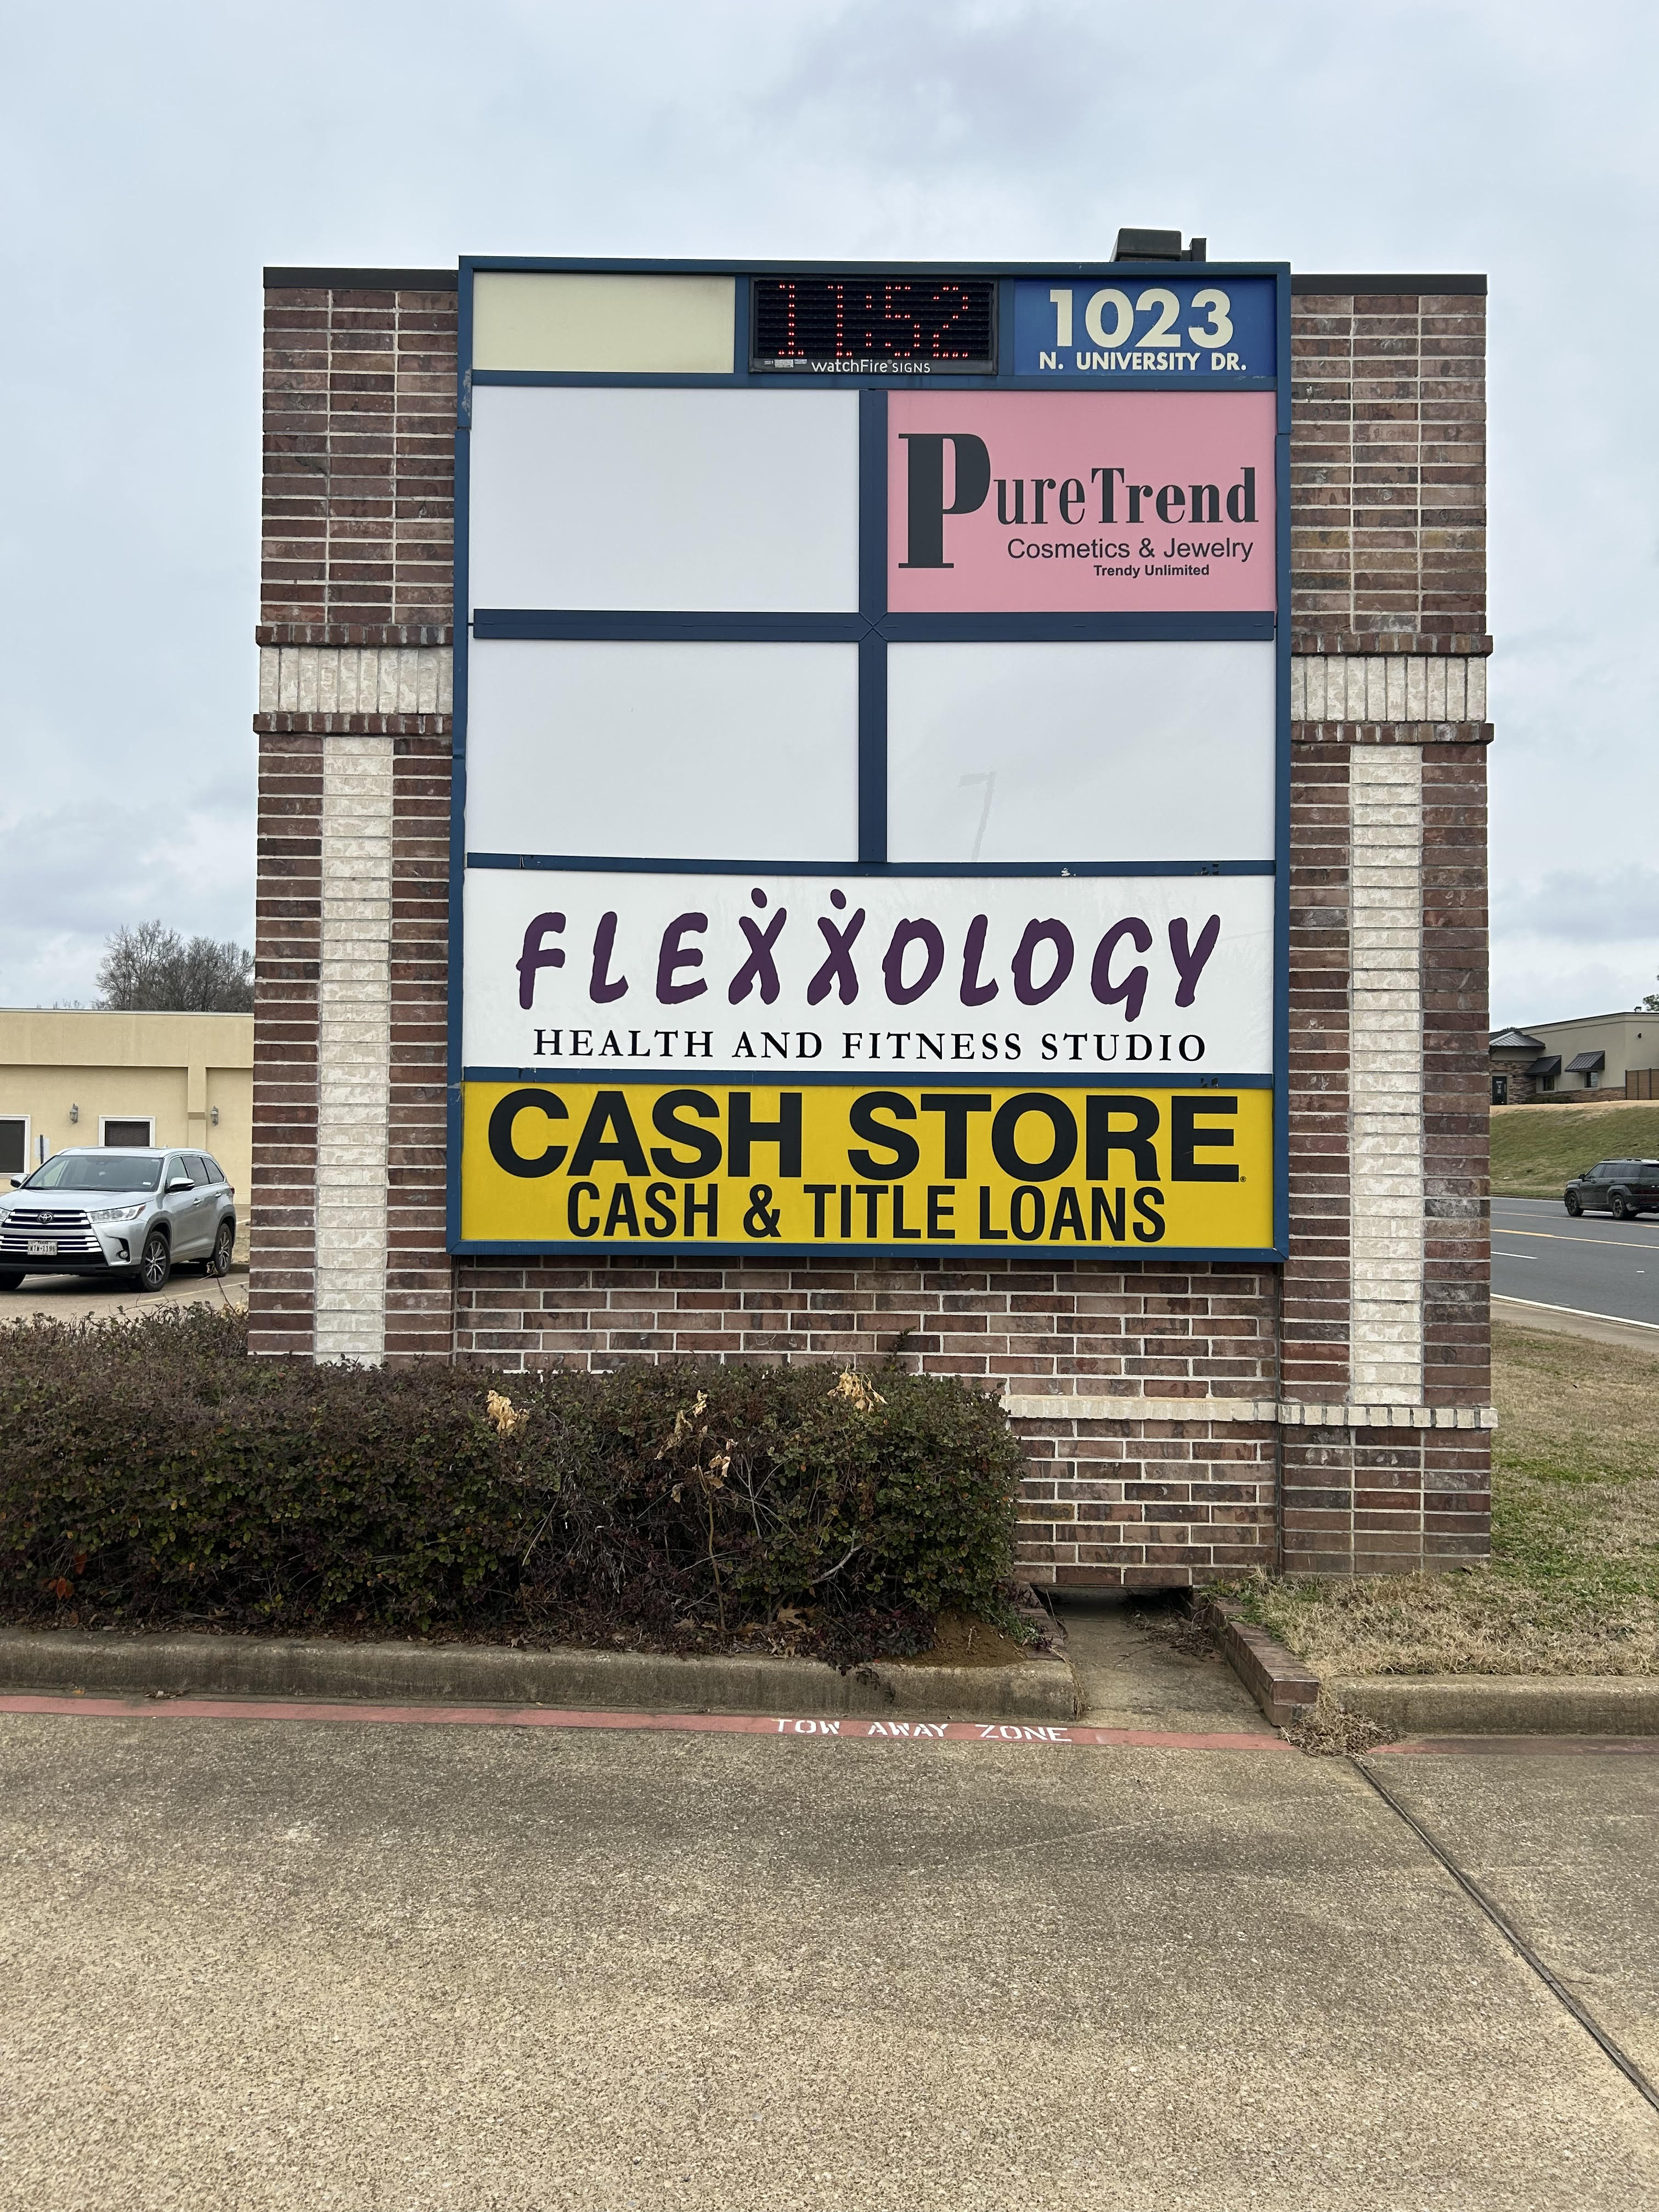 11:52
watchFire SIGNS
1023
N. UNIVERSITY DR.
PureTrend
Cosmetics & Jewelry
Trendy Unlimited
FLEXXOLOGY
HEALTH AND FITNESS STUDIO
CASH STORE
CASH & TITLE LOANS
TOW AWAY ZONE